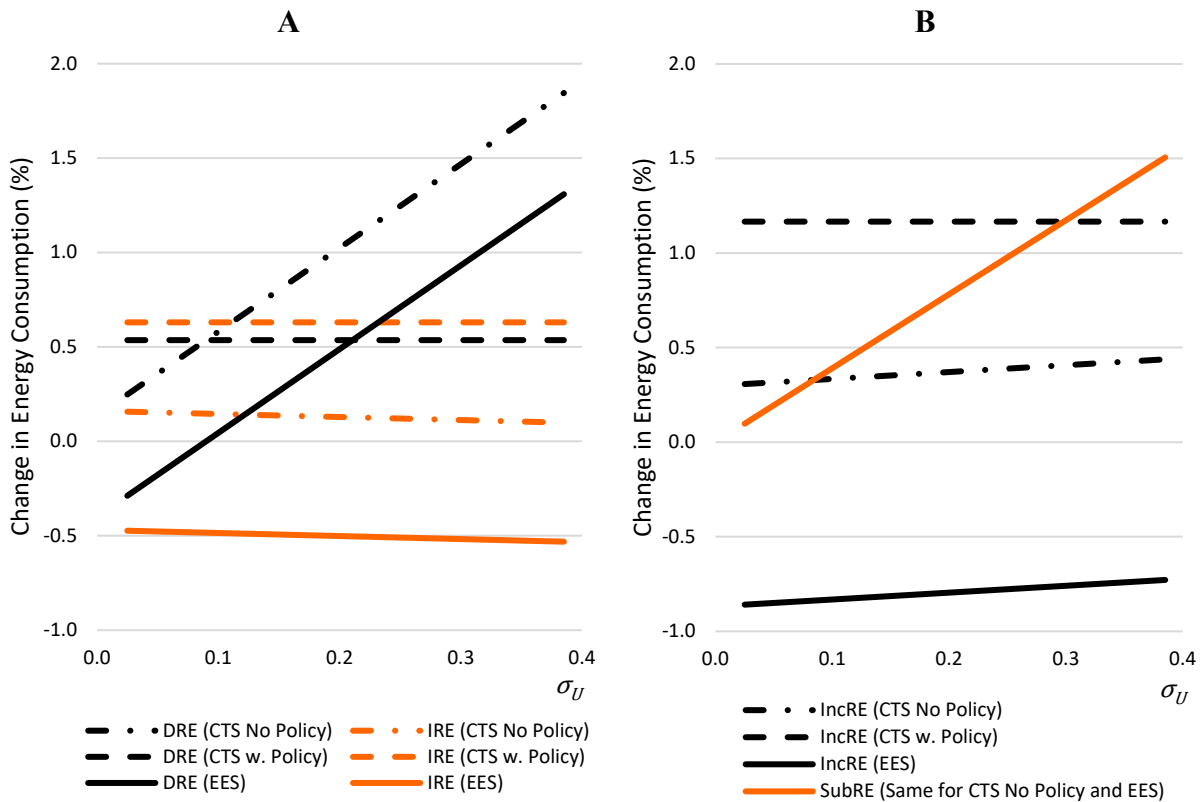 A
Change in Energy Consumption (%)
2.0
1.5
1.0
0.5
0.0
-0.5
-1.0
0.0 0.1 0.2 0.3 0.4
σU
DRE (CTS No Policy) IRE (CTS No Policy)
DRE (CTS w. Policy) IRE (CTS w. Policy)
DRE (EES) IRE (EES)
B
Change in Energy Consumption (%)
2.0
1.5
1.0
0.5
0.0
-0.5
-1.0
0.0 0.1 0.2 0.3 0.4
σU
IncRE (CTS No Policy)
IncRE (CTS w. Policy)
IncRE (EES)
SubRE (Same for CTS No Policy and EES)